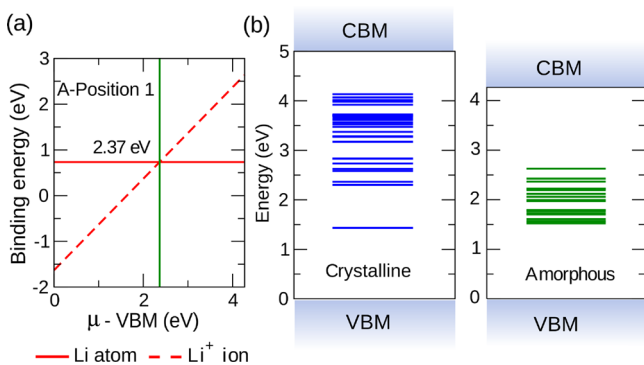 (a)
3
2
1
0
-1
-2
Binding energy (eV)
A-Position 1
2.37 eV
0
2
4
μ - VBM (eV)
Li atom
Li+ ion
(b)
CBM
5
4
3
2
1
0
Energy (eV)
Crystalline
VBM
CBM
4
3
2
1
0
Amorphous
VBM